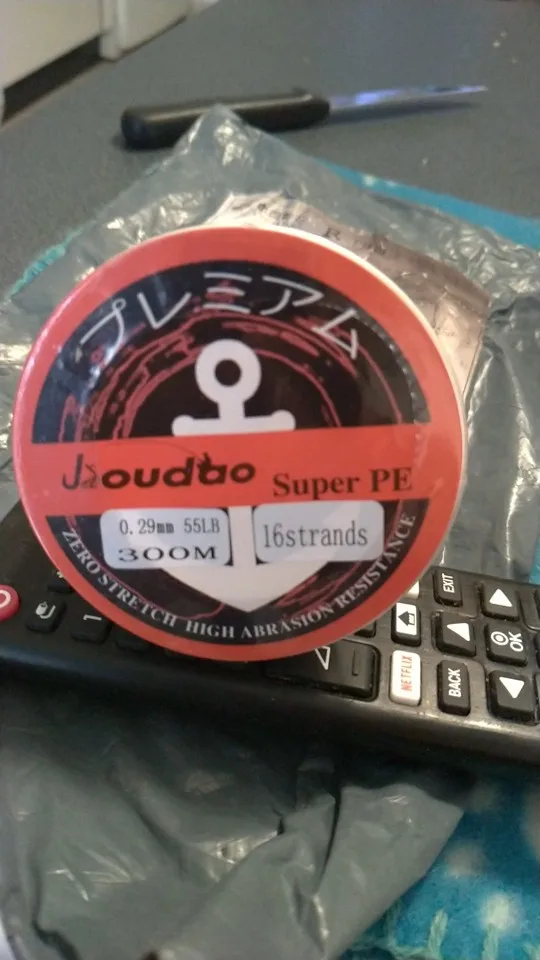 プレミアム
Jioudao
Super PE
0.29mm 55LB
300M
16strands
ZERO STRETCH HIGH ABRASION RESISTANCE
EXIT
OK
NETFLIX
BACK
1